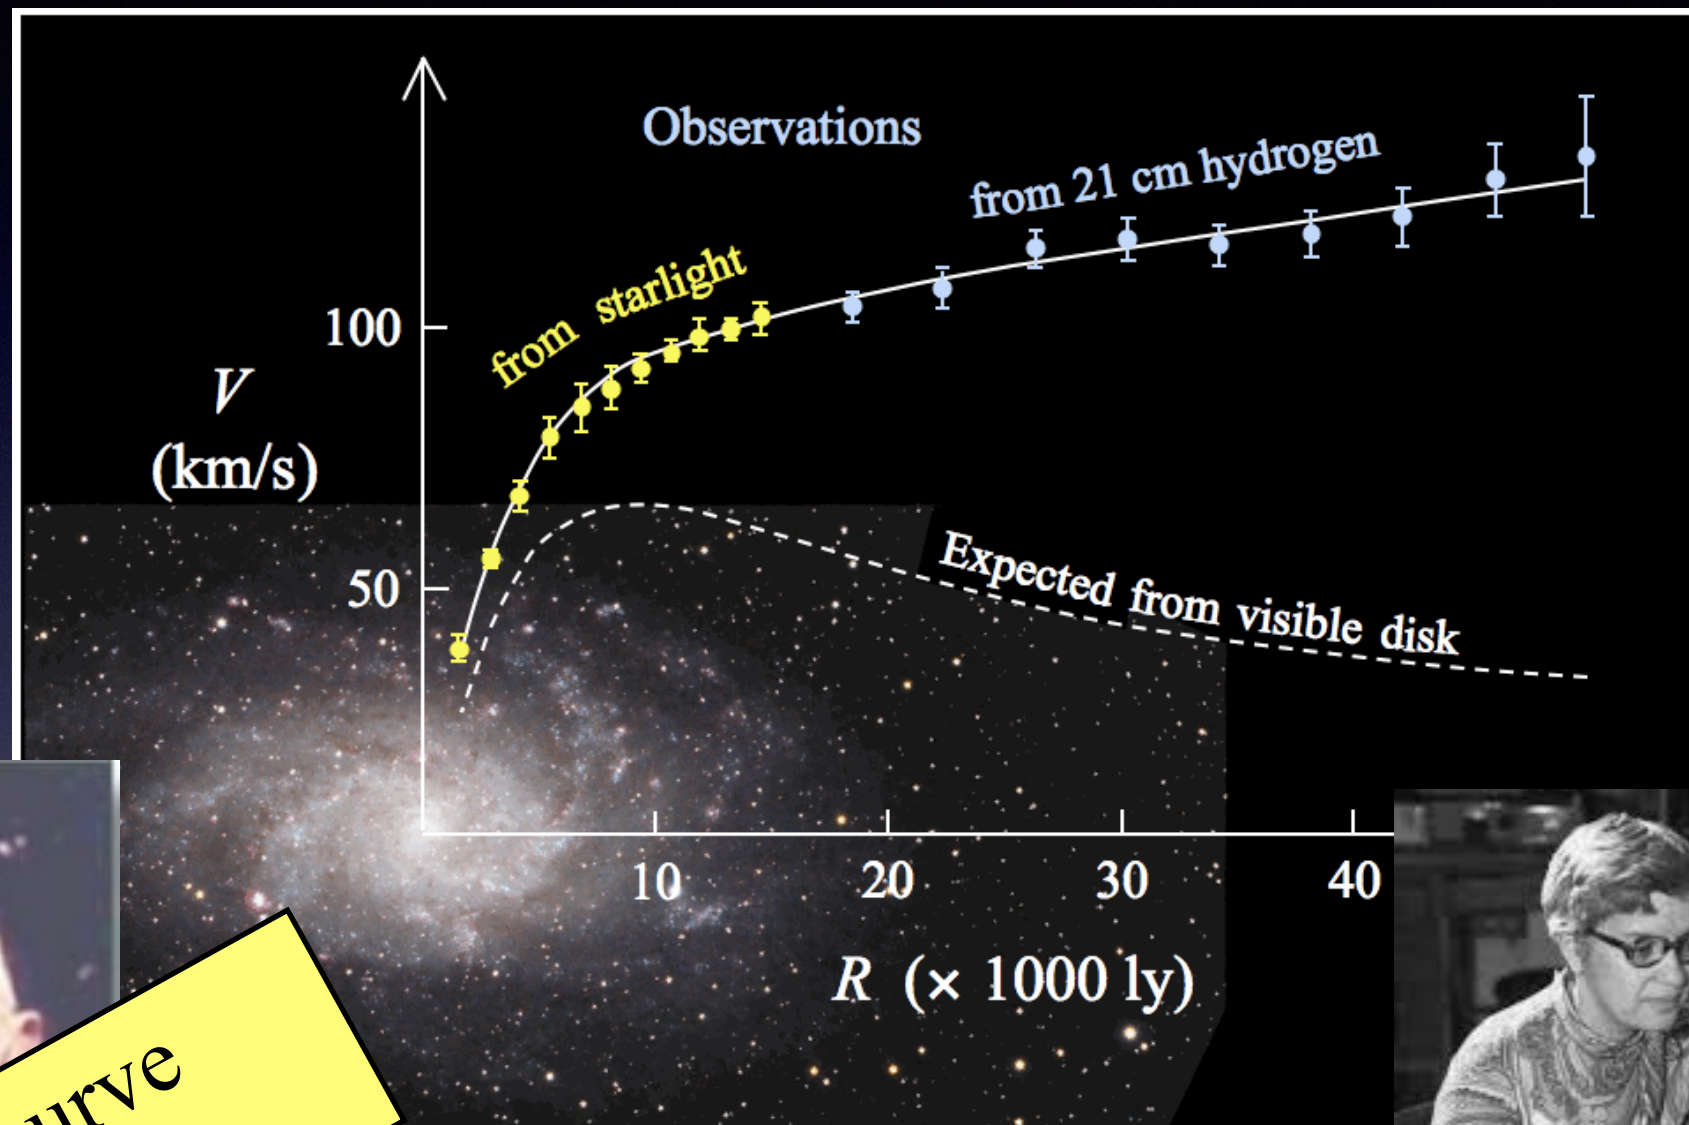 Observations
from 21 cm hydrogen
from starlight
100
V
(km/s)
50
Expected from visible disk
10
20
30
40
R (× 1000 ly)